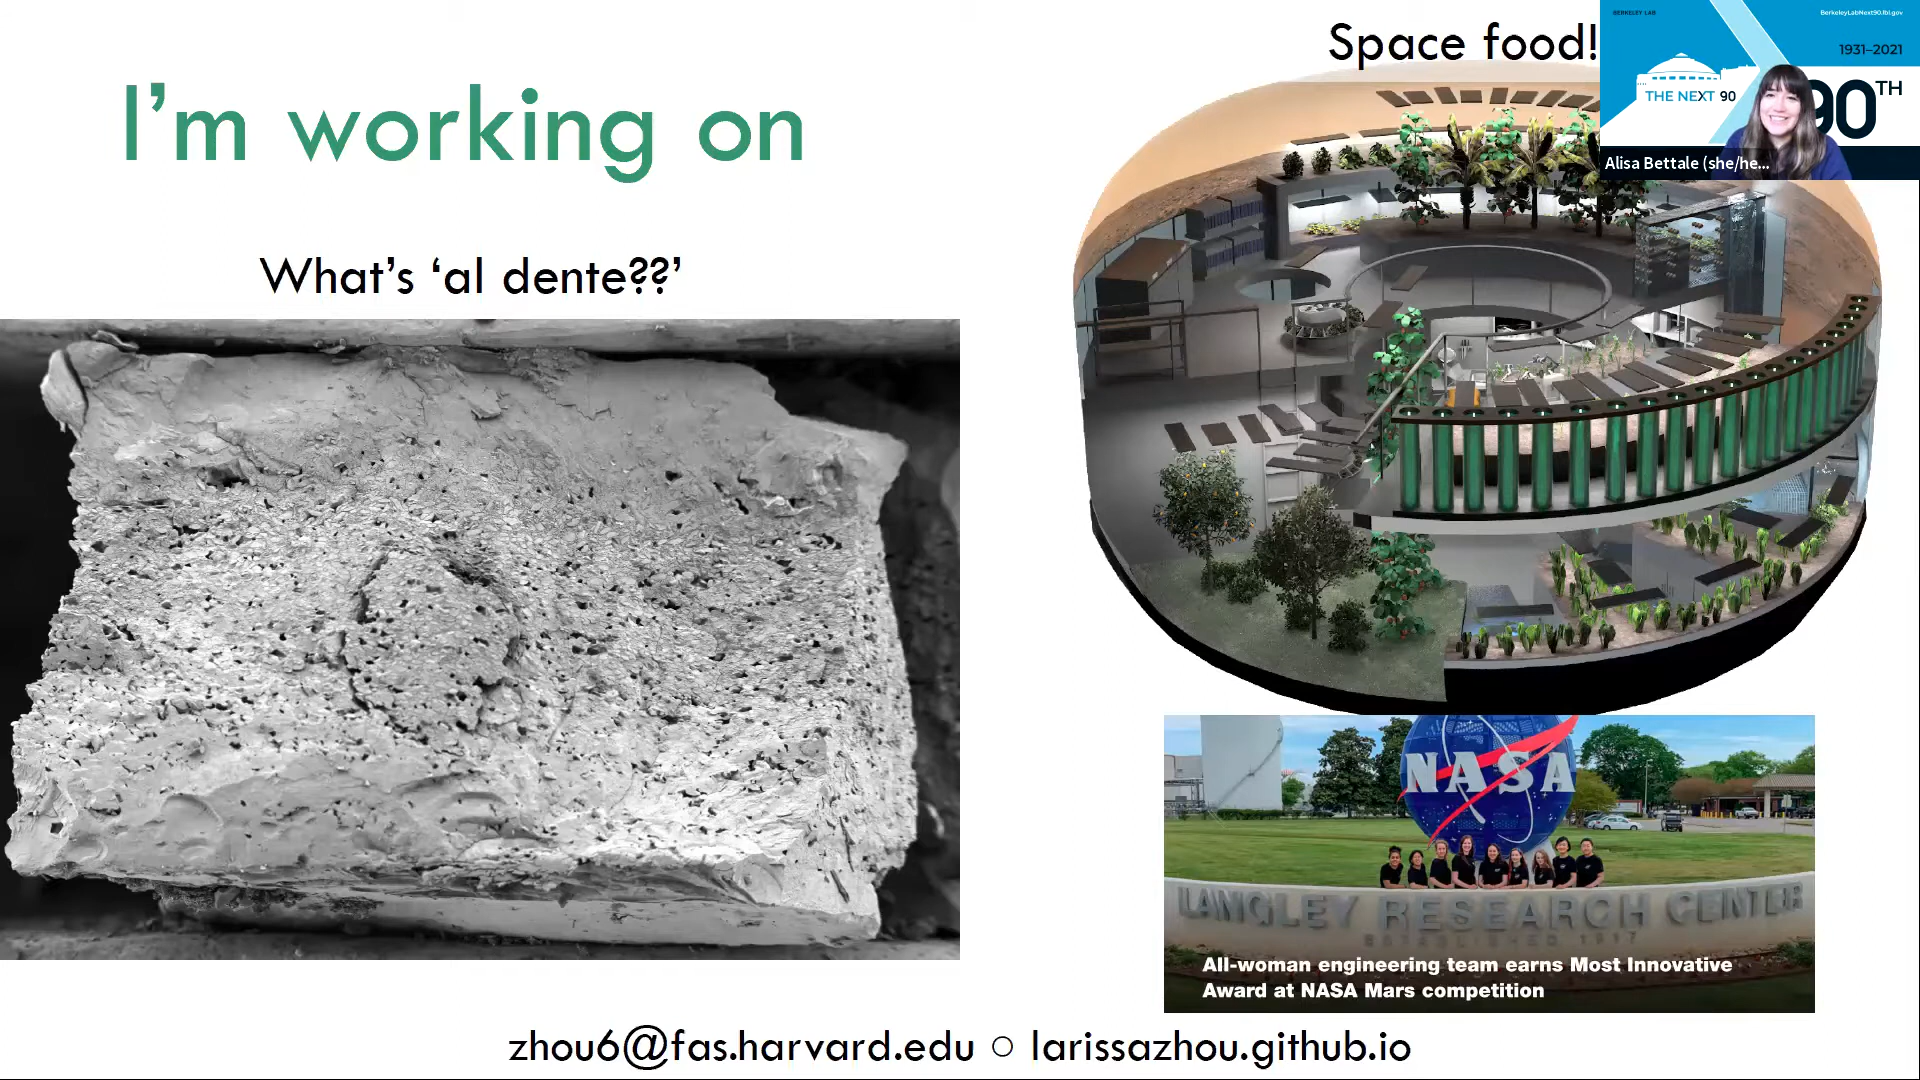 I'm working on
What's 'al dente??'
Space food!
BERKELEY LAB
BerkeleyLabNext90.lbl.gov
1931–2021
THE NEXT 90
90TH
Alisa Bettale (she/he...
NASA
LANGLEY RESEARCH CENTER
ESTABLISHED 1917
All-woman engineering team earns Most Innovative
Award at NASA Mars competition
zhou6@fas.harvard.edu ○ larissazhou.github.io